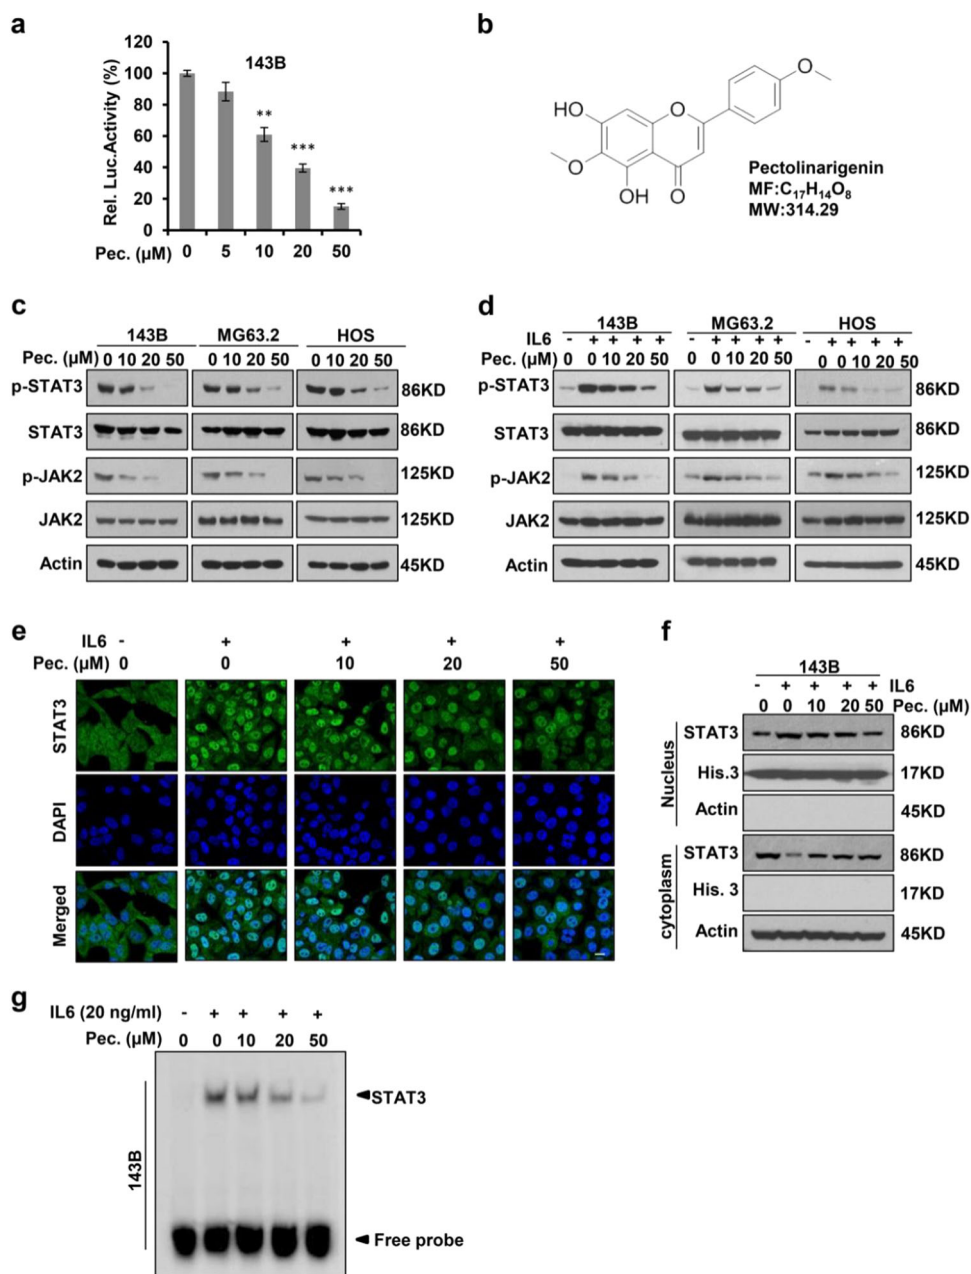 a
120
100
80
60
40
20
0
Rel. Luc.Activity (%)
143B
**
***
***
Pec. (µM) 0 5 10 20 50
b
HO
O
O
O
OH
O
Pectolinarigenin
MF:C₁₇H₁₄O₈
MW:314.29
c
143B MG63.2 HOS
Pec. (µM) 0 10 20 50 0 10 20 50 0 10 20 50
p-STAT3 86KD
STAT3 86KD
p-JAK2 125KD
JAK2 125KD
Actin 45KD
d
143B MG63.2 HOS
IL6 - + + + + - + + + + - + + + +
Pec. (µM) 0 0 10 20 50 0 0 10 20 50 0 0 10 20 50
p-STAT3 86KD
STAT3 86KD
p-JAK2 125KD
JAK2 125KD
Actin 45KD
e
IL6 - + + + +
Pec. (µM) 0 0 10 20 50
STAT3
DAPI
Merged
f
143B
- + + + + IL6
0 0 10 20 50 Pec. (µM)
Nucleus
STAT3 86KD
His.3 17KD
Actin 45KD
cytoplasm
STAT3 86KD
His. 3 17KD
Actin 45KD
g
IL6 (20 ng/ml) - + + + +
Pec. (µM) 0 0 10 20 50
143B
STAT3
Free probe